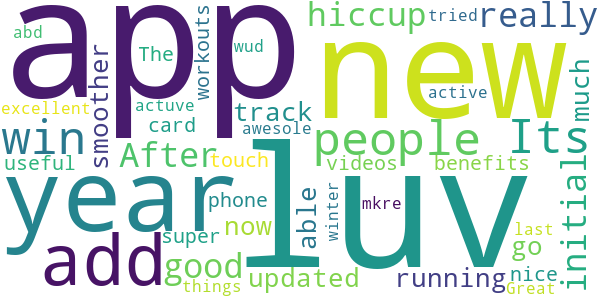 app
new
luv
year
add
people
Its
win
After
good
really
hiccup
initial
smoother
track
able
running
updated
go
now
super
phone
touch
videos
benefits
much
nice
useful
card
workouts
The
tried
active
actuve
awesole
wud
abd
excellent
winter
mkre
last
Great
things